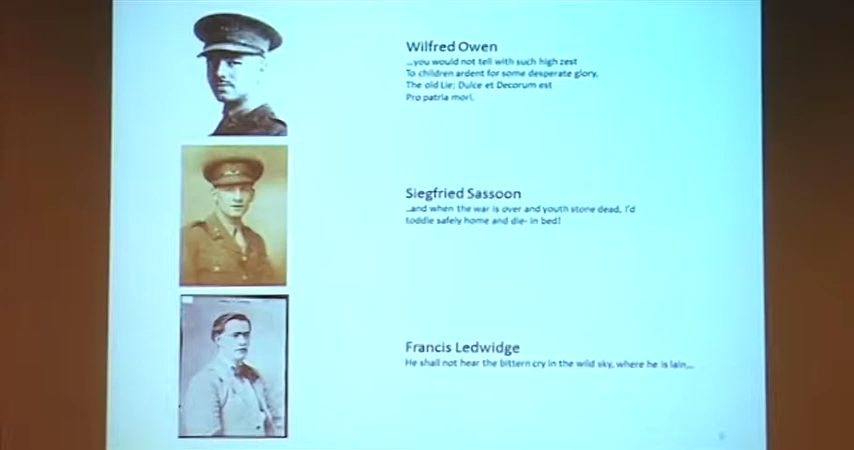 Wilfred Owen
...you would not tell with such high zest
To children ardent for some desperate glory,
The old Lie; Dulce et Decorum est
Pro patria mori.
Siegfried Sassoon
..and when the war is over and youth stone dead, I'd
toddle safely home and die- in bed!
Francis Ledwidge
He shall not hear the bittern cry in the wild sky, where he is lain,..